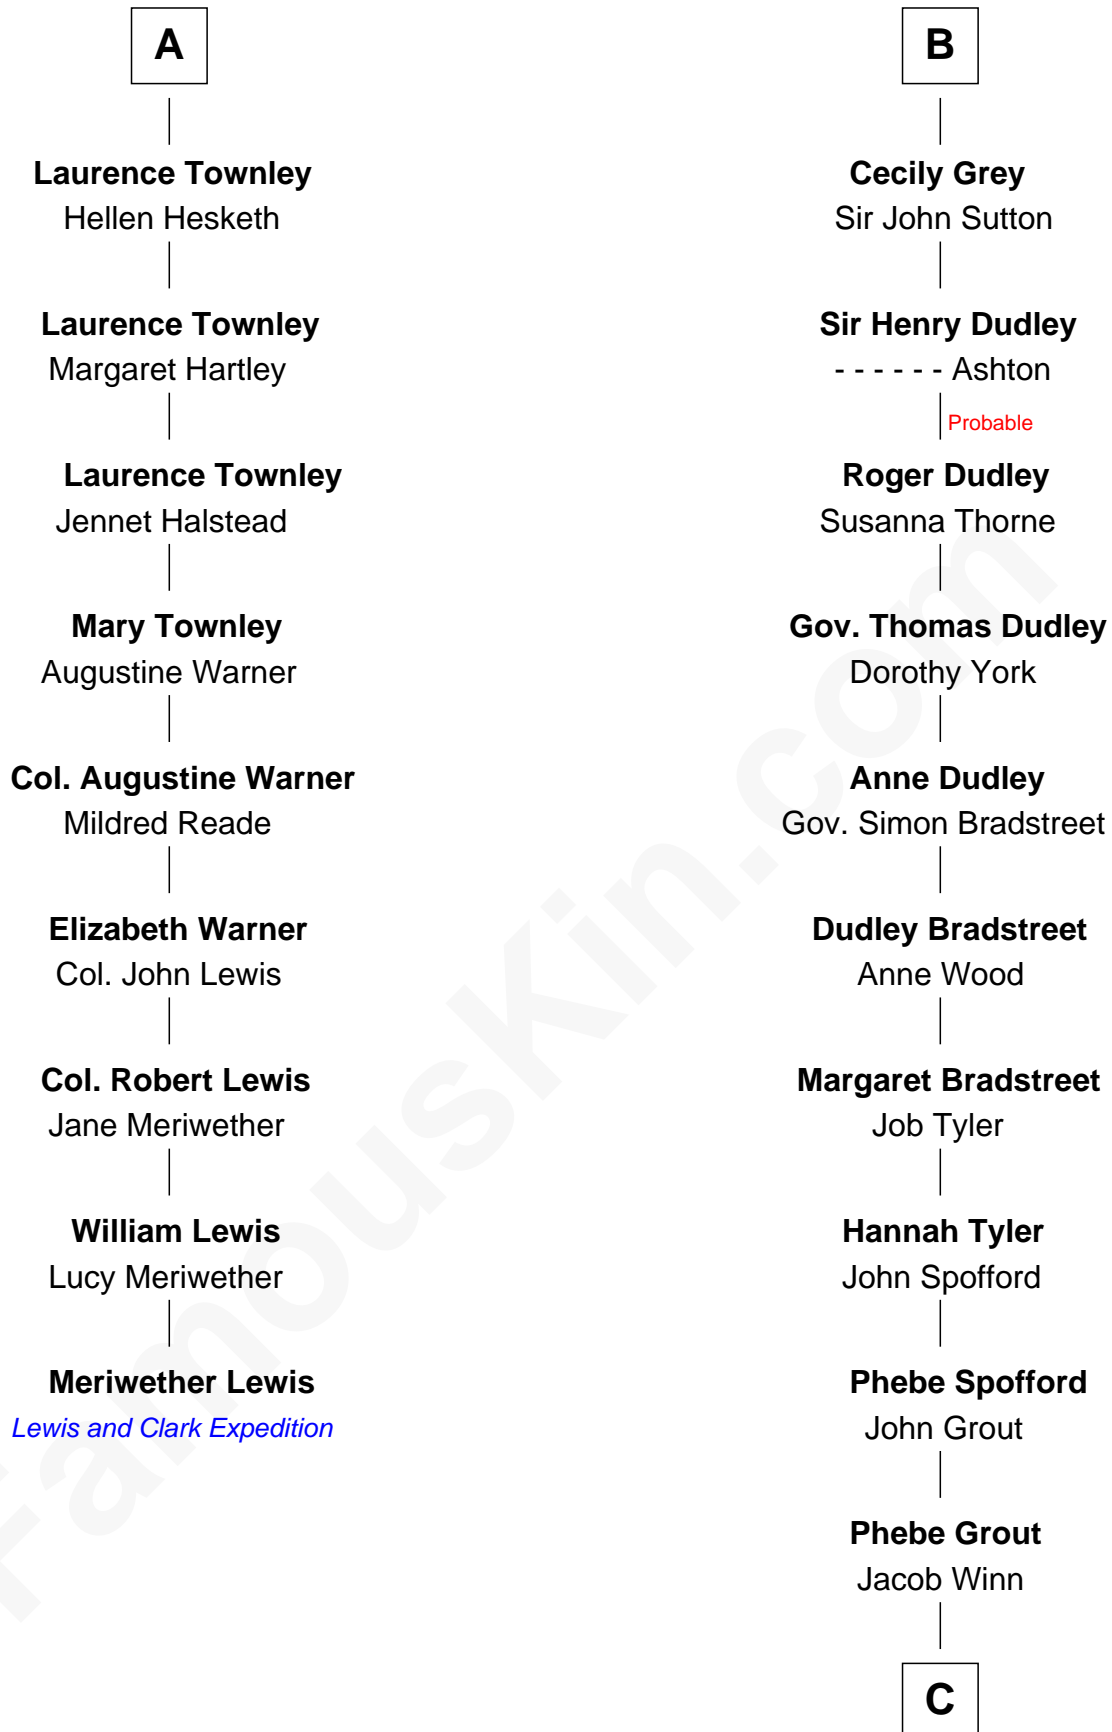 A
Laurence Townley
Hellen Hesketh
Laurence Townley
Margaret Hartley
Laurence Townley
Jennet Halstead
Mary Townley
Augustine Warner
Col. Augustine Warner
Mildred Reade
Elizabeth Warner
Col. John Lewis
Col. Robert Lewis
Jane Meriwether
William Lewis
Lucy Meriwether
Meriwether Lewis
Lewis and Clark Expedition
B
Cecily Grey
Sir John Sutton
Sir Henry Dudley
- - - - - - Ashton
Probable
Roger Dudley
Susanna Thorne
Gov. Thomas Dudley
Dorothy York
Anne Dudley
Gov. Simon Bradstreet
Dudley Bradstreet
Anne Wood
Margaret Bradstreet
Job Tyler
Hannah Tyler
John Spofford
Phebe Spofford
John Grout
Phebe Grout
Jacob Winn
C
FamousKin.com